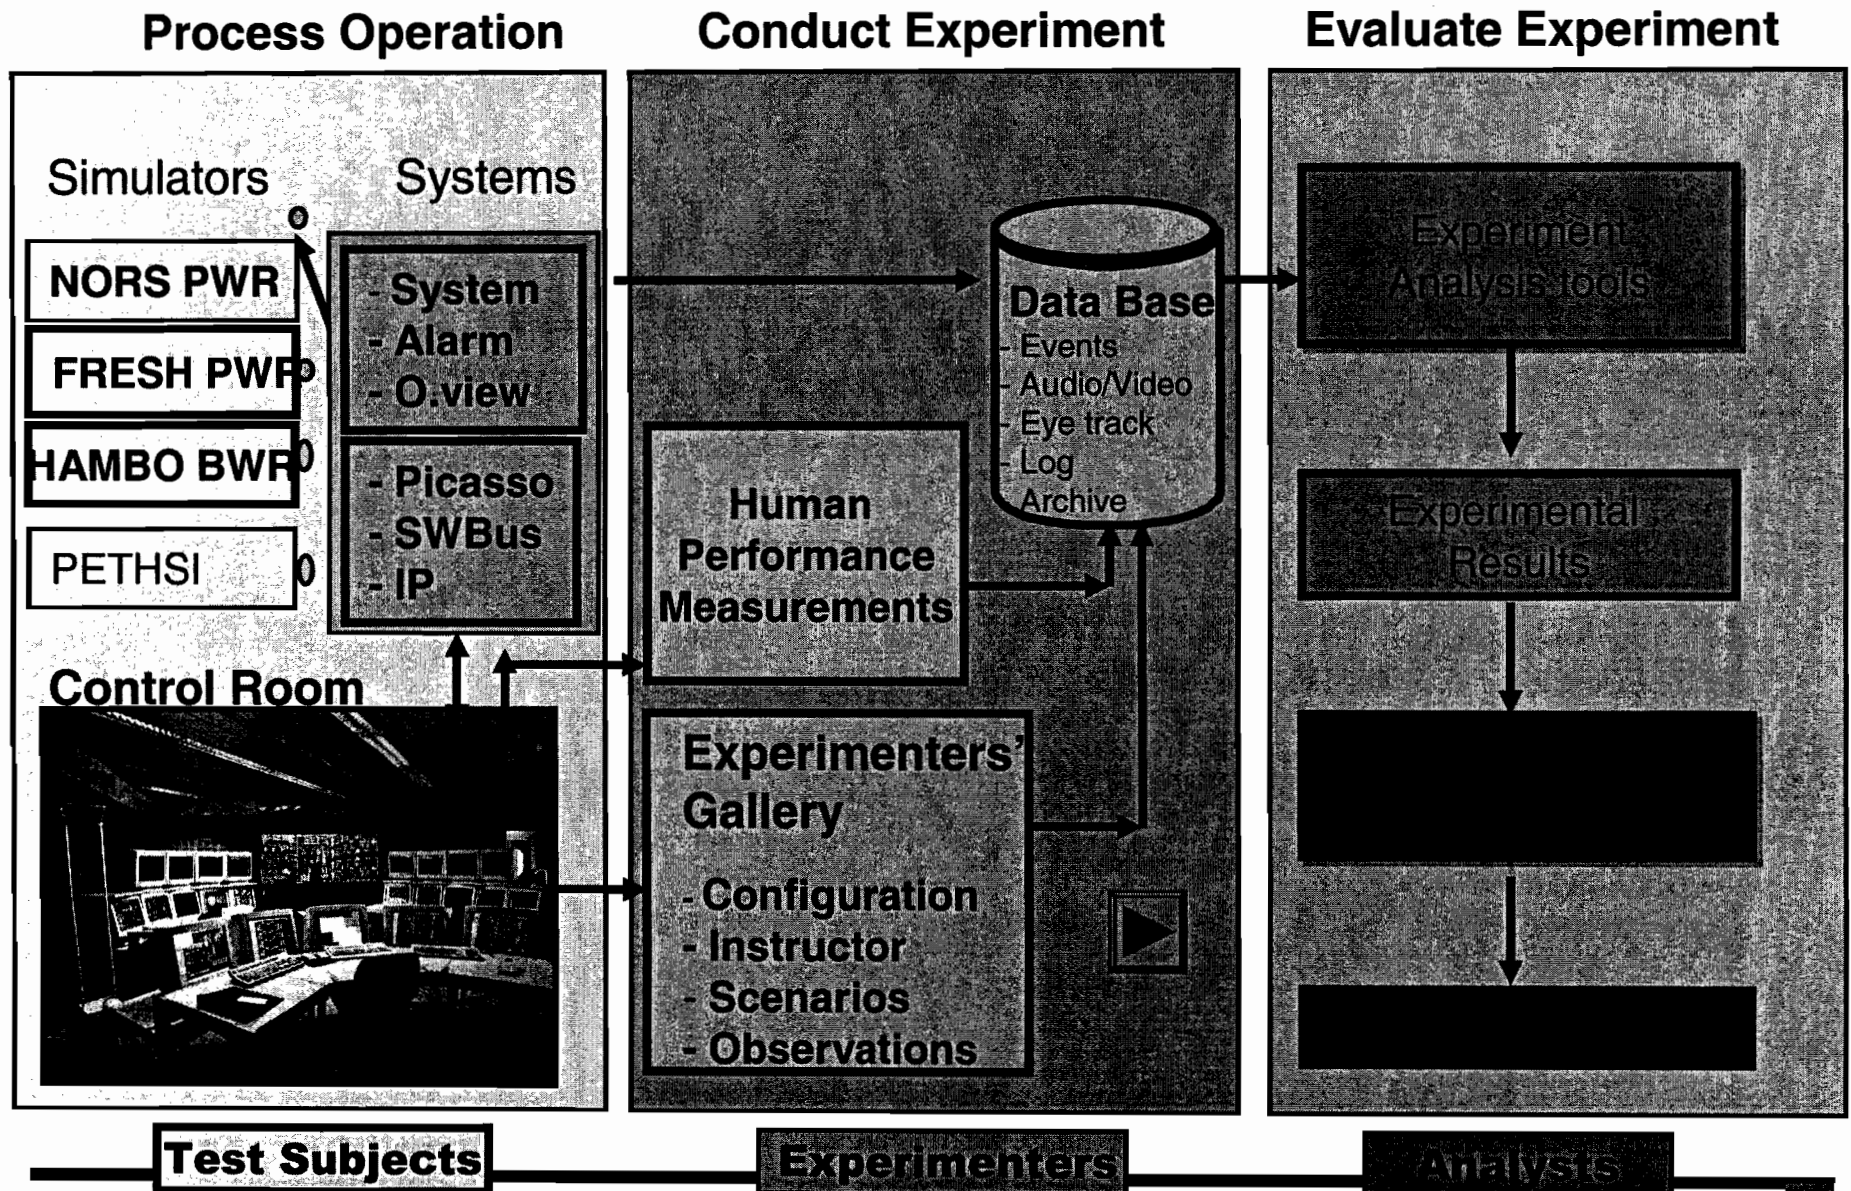 Process Operation
Conduct Experiment
Evaluate Experiment
Simulators
Systems
NORS PWR
FRESH PWR
HAMBO BWR
PETHSI
- System
- Alarm
- O.view
- Picasso
- SWBus
- IP
Control Room
Data Base
- Events
- Audio/Video
- Eye track
- Log
Archive
Human
Performance
Measurements
Experimenters'
Gallery
- Configuration
- Instructor
- Scenarios
- Observations
Experiment
Analysis tools
Experimental
Results
Test Subjects
Experimenters
Analysts